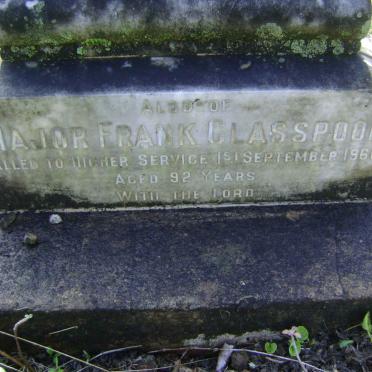 ALSO OF
MAJOR FRANK GLASSPOOL
CALLED TO HIGHER SERVICE 1ST SEPTEMBER
AGED 92 YEARS
WITH THE LORD